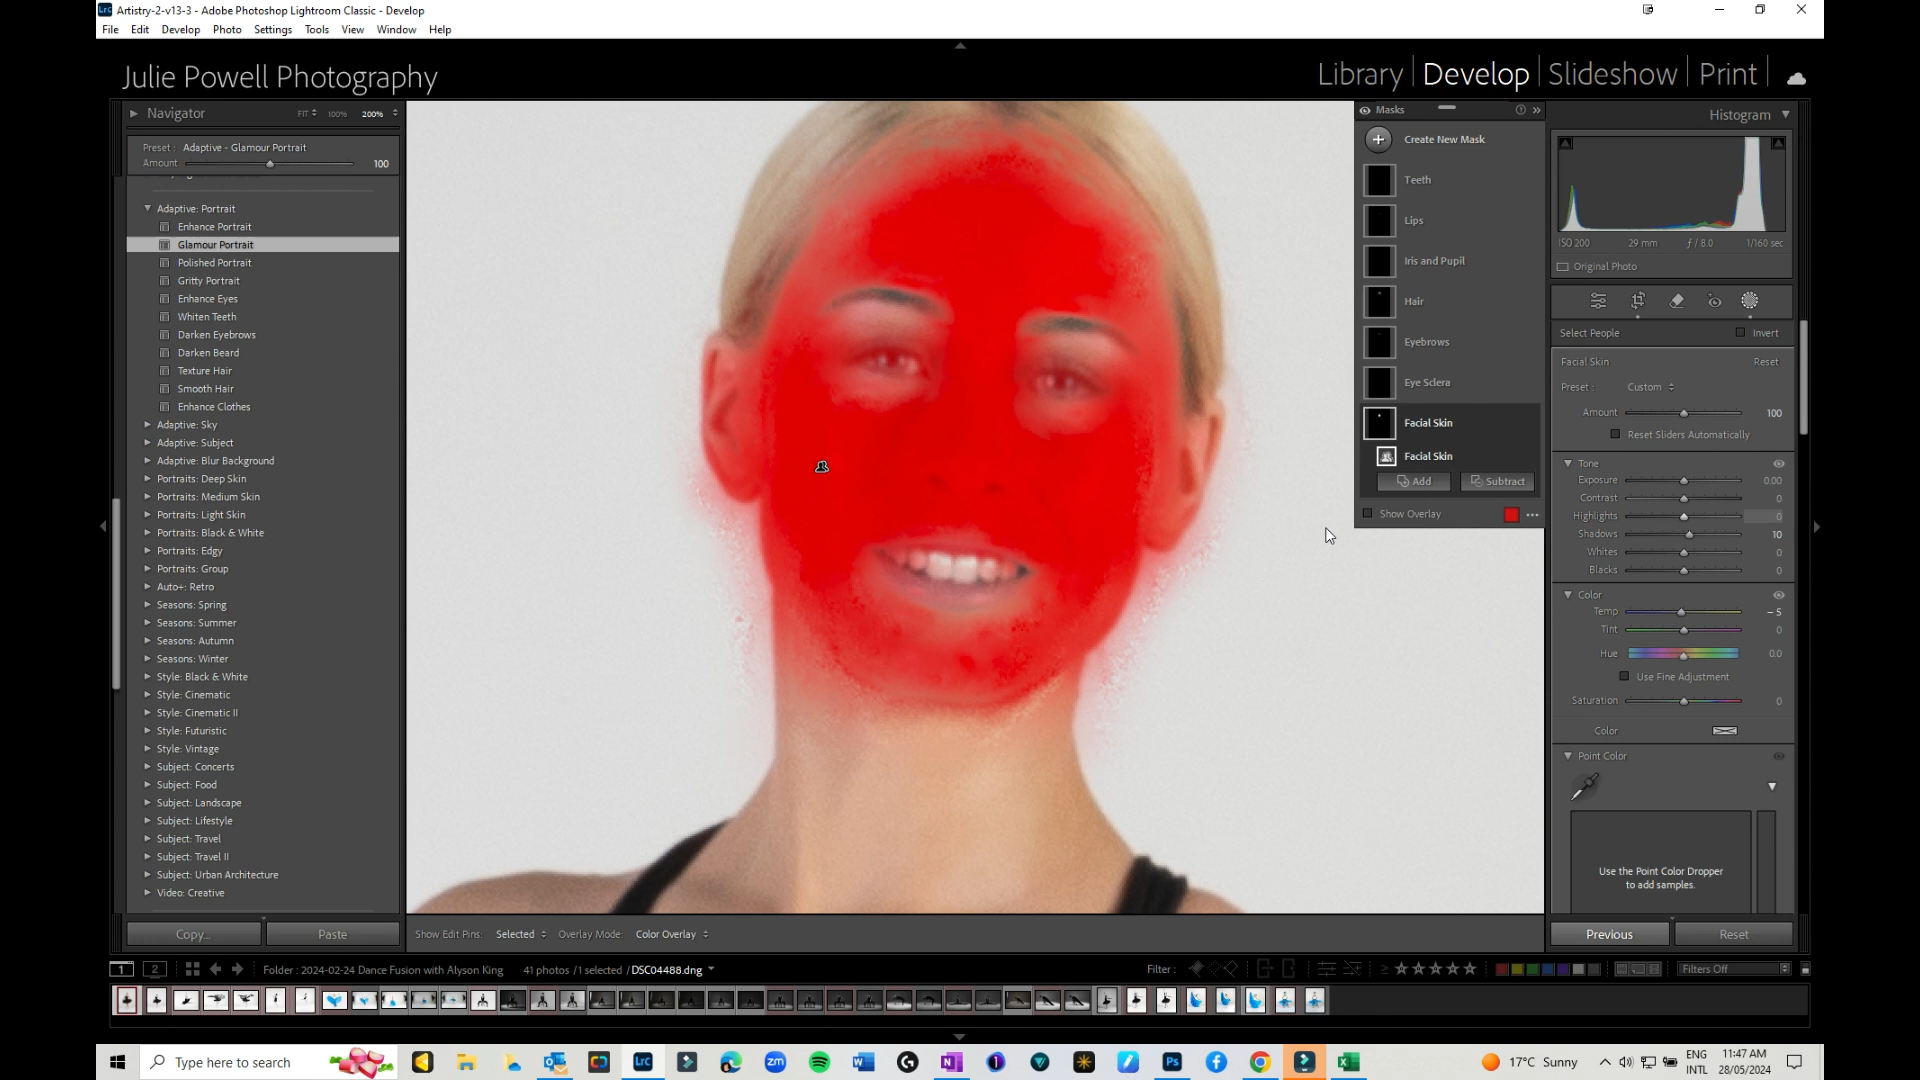 Artistry-2-v13-3 - Adobe Photoshop Lightroom Classic - Develop
File Edit Develop Photo Settings Tools View Window Help
Julie Powell Photography
Library Develop Slideshow Print
Navigator FIT 100% 200%
Preset : Adaptive - Glamour Portrait
Amount 100
Adaptive: Portrait
Enhance Portrait
Glamour Portrait
Polished Portrait
Gritty Portrait
Enhance Eyes
Whiten Teeth
Darken Eyebrows
Darken Beard
Texture Hair
Smooth Hair
Enhance Clothes
Adaptive: Sky
Adaptive: Subject
Adaptive: Blur Background
Portraits: Deep Skin
Portraits: Medium Skin
Portraits: Light Skin
Portraits: Black & White
Portraits: Edgy
Portraits: Group
Auto+: Retro
Seasons: Spring
Seasons: Summer
Seasons: Autumn
Seasons: Winter
Style: Black & White
Style: Cinematic
Style: Cinematic II
Style: Futuristic
Style: Vintage
Subject: Concerts
Subject: Food
Subject: Landscape
Subject: Lifestyle
Subject: Travel
Subject: Travel II
Subject: Urban Architecture
Video: Creative
Copy... Paste
Masks
Create New Mask
Teeth
Lips
Iris and Pupil
Hair
Eyebrows
Eye Sclera
Facial Skin
Facial Skin
Add Subtract
Show Overlay
Histogram
ISO 200 29 mm ƒ / 8.0 1/160 sec
Original Photo
Select People Invert
Facial Skin Reset
Preset : Custom
Amount 100
Reset Sliders Automatically
Tone
Exposure 0.00
Contrast 0
Highlights 0
Shadows 10
Whites 0
Blacks 0
Color
Temp – 5
Tint 0
Hue 0.0
Use Fine Adjustment
Saturation 0
Color
Point Color
Use the Point Color Dropper
to add samples.
Previous Reset
Show Edit Pins: Selected Overlay Mode: Color Overlay
1 2 Folder : 2024-02-24 Dance Fusion with Alyson King 41 photos / 1 selected / DSC04488.dng Filter : ≥ Filters Off
Type here to search
LrC zm W N Ps X
17°C Sunny
ENG
INTL
11:47 AM
28/05/2024